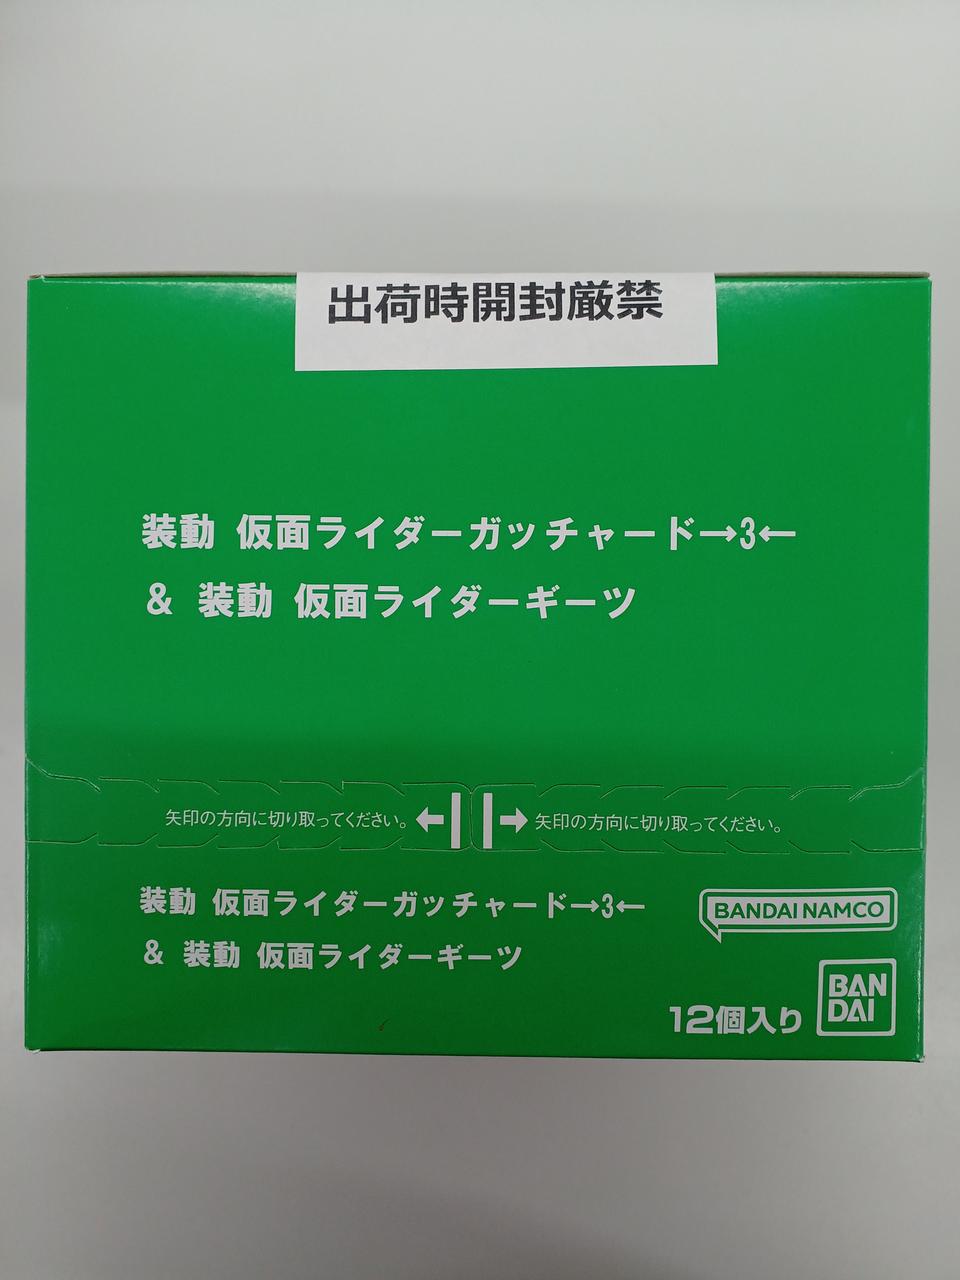 出荷時開封厳禁
装動 仮面ライダーガッチャード→3←
& 装動 仮面ライダーギーツ
矢印の方向に切り取ってください。 矢印の方向に切り取ってください。
装動 仮面ライダーガッチャード→3←
& 装動 仮面ライダーギーツ
BANDAI NAMCO
12個入り
BAN
DAI